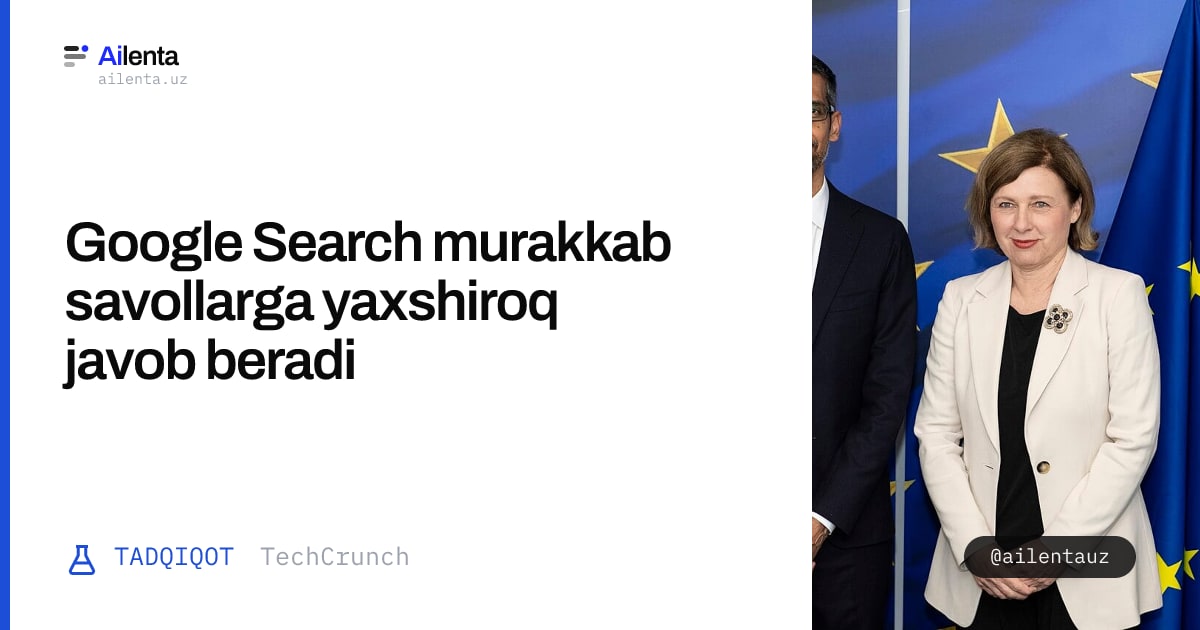 Ailenta
ailenta.uz
Google Search murakkab
savollarga yaxshiroq
javob beradi
TADQIQOT TechCrunch
@ailentauz